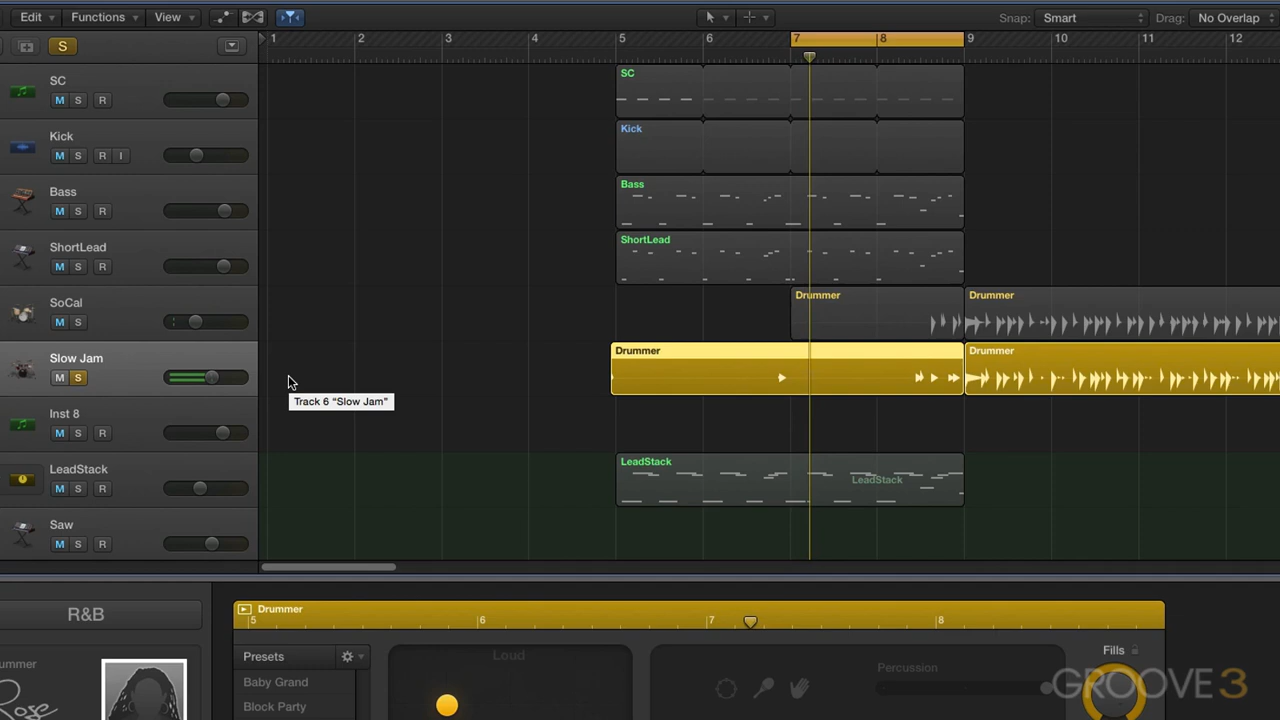 Edit Functions View Snap: Smart Drag: No Overlap
S 1 2 3 4 5 6 7 8 9 10 11 12
SC SC
M S R
Kick Kick
M S R I
Bass Bass
M S R
ShortLead ShortLead
M S R
SoCal Drummer Drummer
M S
Slow Jam Drummer Drummer
M S
Track 6 “Slow Jam”
Inst 8
M S R
LeadStack LeadStack
M S R LeadStack
Saw
M S R
R&B Drummer
5 6 7 8
ummer Presets Loud Percussion Fills
Baby Grand
Rose Block Party
GROOVE3